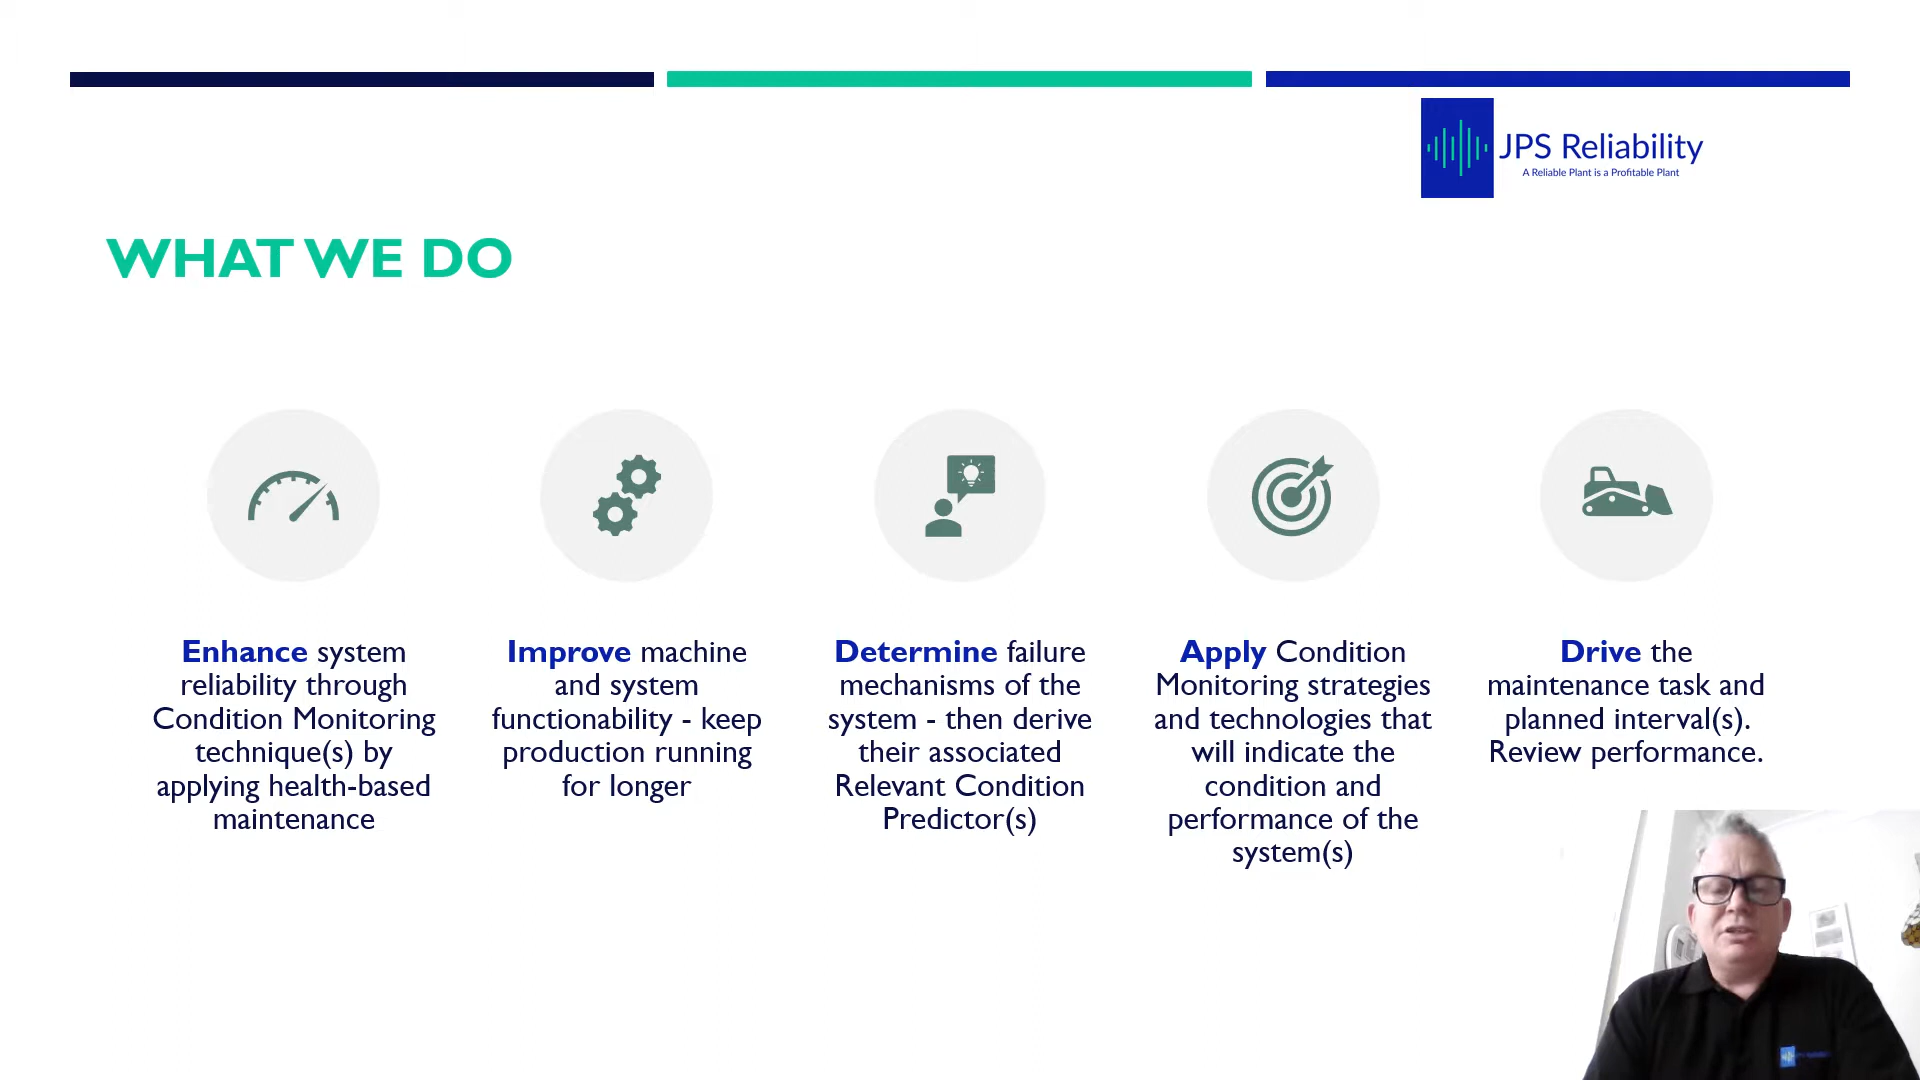 JPS Reliability
A Reliable Plant is a Profitable Plant
WHAT WE DO
Enhance system
reliability through
Condition Monitoring
technique(s) by
applying health-based
maintenance
Improve machine
and system
functionability - keep
production running
for longer
Determine failure
mechanisms of the
system - then derive
their associated
Relevant Condition
Predictor(s)
Apply Condition
Monitoring strategies
and technologies that
will indicate the
condition and
performance of the
system(s)
Drive the
maintenance task and
planned interval(s).
Review performance.